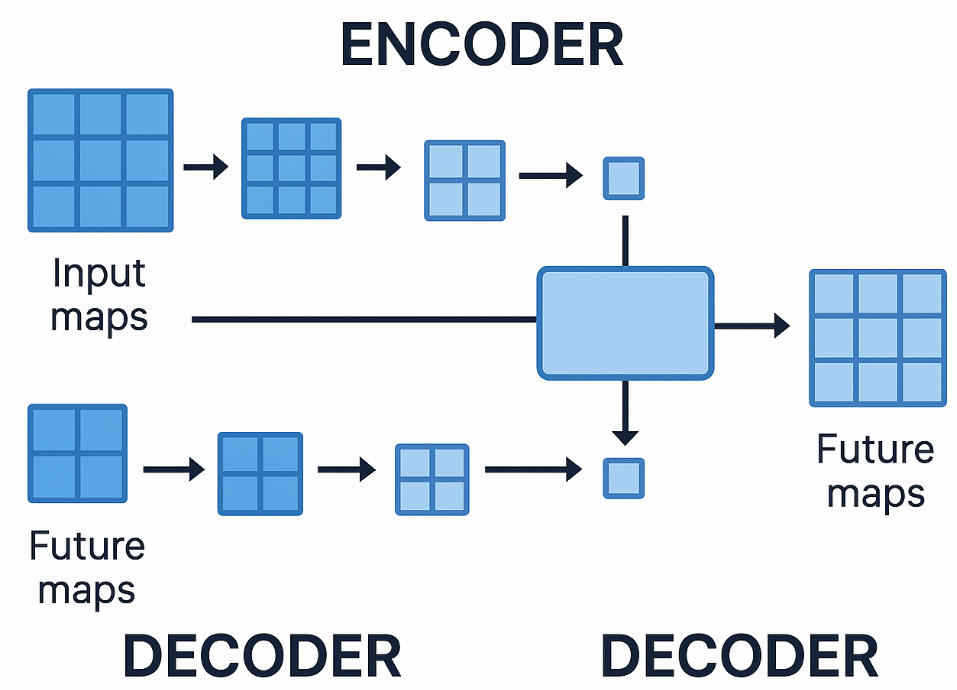 ENCODER
Input
maps
Future
maps
Future
maps
DECODER
DECODER